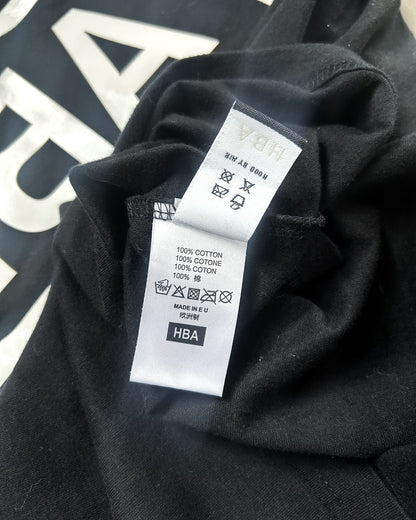 HBA
HOOD BY AIR
100% COTTON
100% COTONE
100% COTON
100% 棉
MADE IN E U
欧洲制
HBA